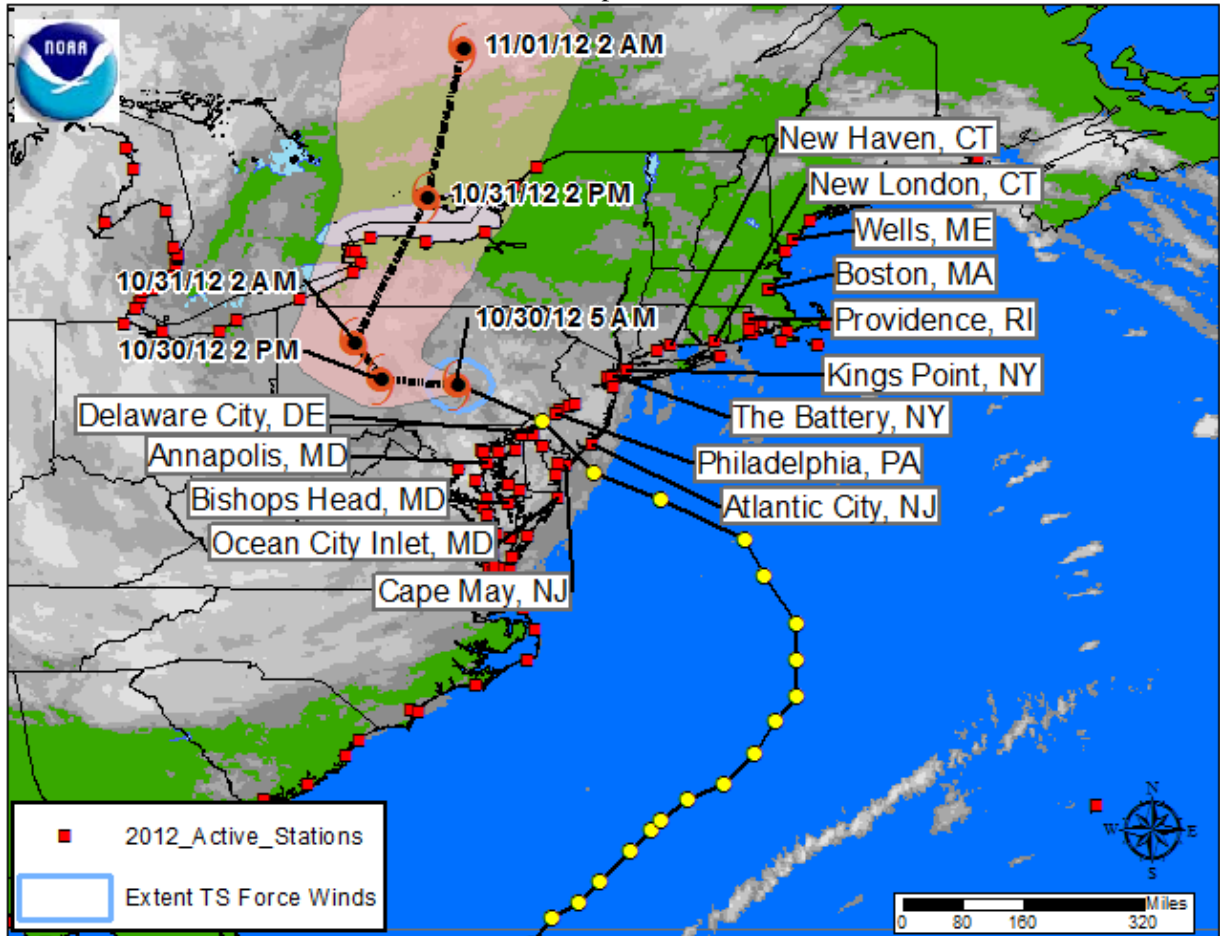 NOAA
11/01/12 2 AM
New Haven, CT
New London, CT
10/31/12 2 PM
Wells, ME
Boston, MA
10/31/12 2 AM
10/30/12 5 AM
Providence, RI
10/30/12 2 PM
Kings Point, NY
Delaware City, DE
The Battery, NY
Annapolis, MD
Philadelphia, PA
Bishops Head, MD
Atlantic City, NJ
Ocean City Inlet, MD
Cape May, NJ
2012_Active_Stations
Extent TS Force Winds
N
W E
S
Miles
0 80 160 320